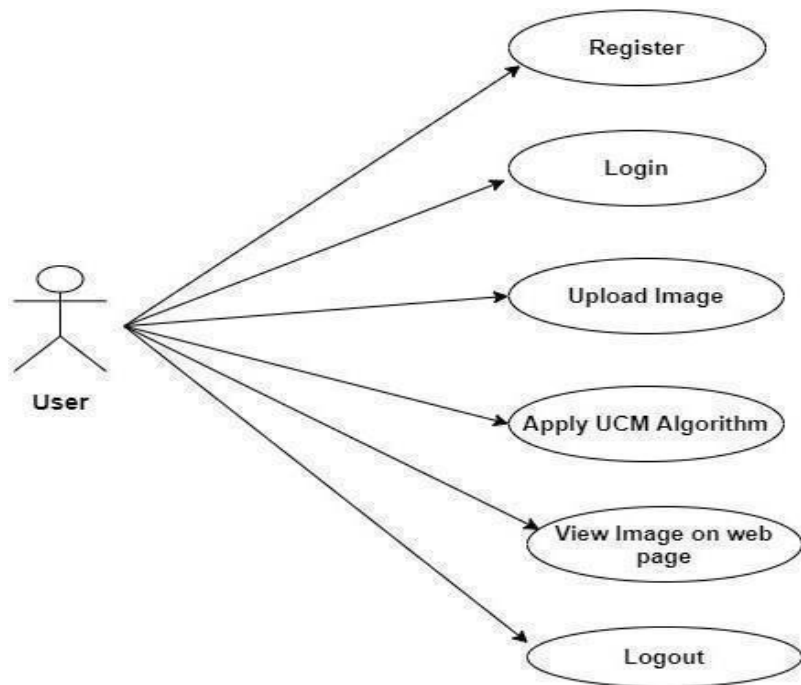 Register
Login
Upload Image
User
Apply UCM Algorithm
View Image on web
page
Logout